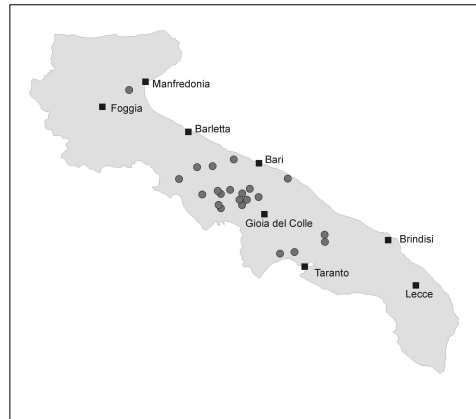 Manfredonia
Foggia
Barletta
Bari
Gioia del Colle
Brindisi
Taranto
Lecce